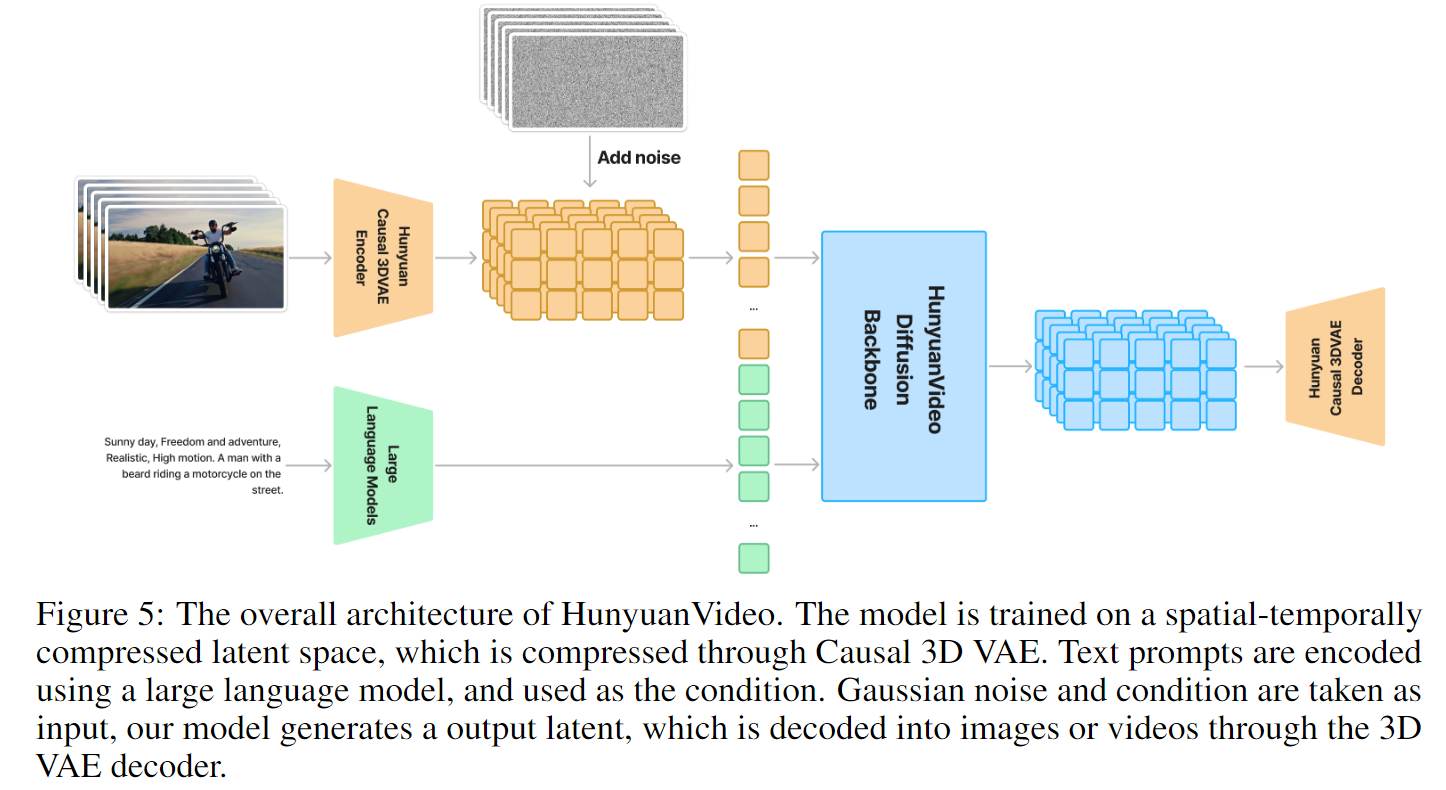 Add noise
Hunyuan
Causal 3DVAE
Encoder
...
HunyuanVideo
Diffusion
Backbone
Hunyuan
Causal 3DVAE
Decoder
Sunny day, Freedom and adventure,
Realistic, High motion. A man with a
beard riding a motorcycle on the
street.
Large
Language Models
...
Figure 5: The overall architecture of HunyuanVideo. The model is trained on a spatial-temporally
compressed latent space, which is compressed through Causal 3D VAE. Text prompts are encoded
using a large language model, and used as the condition. Gaussian noise and condition are taken as
input, our model generates a output latent, which is decoded into images or videos through the 3D
VAE decoder.